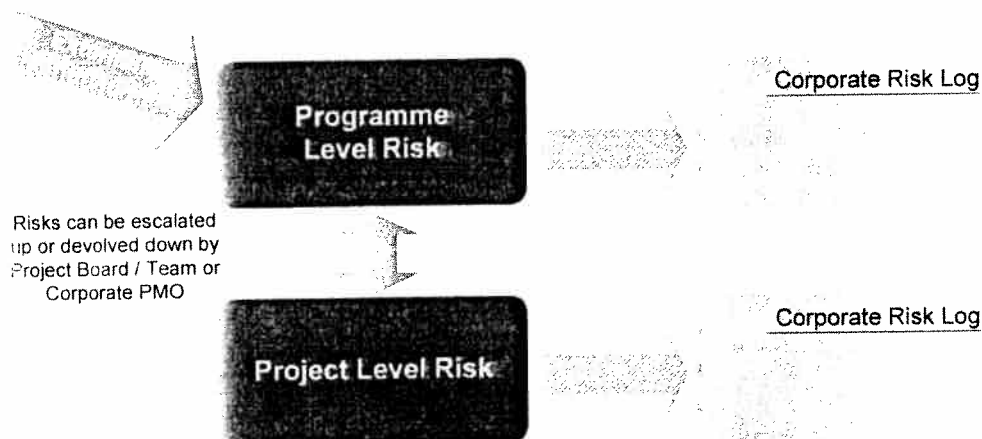 Programme
Level Risk
Corporate Risk Log
Risks can be escalated
up or devolved down by
Project Board / Team or
Corporate PMO
Project Level Risk
Corporate Risk Log